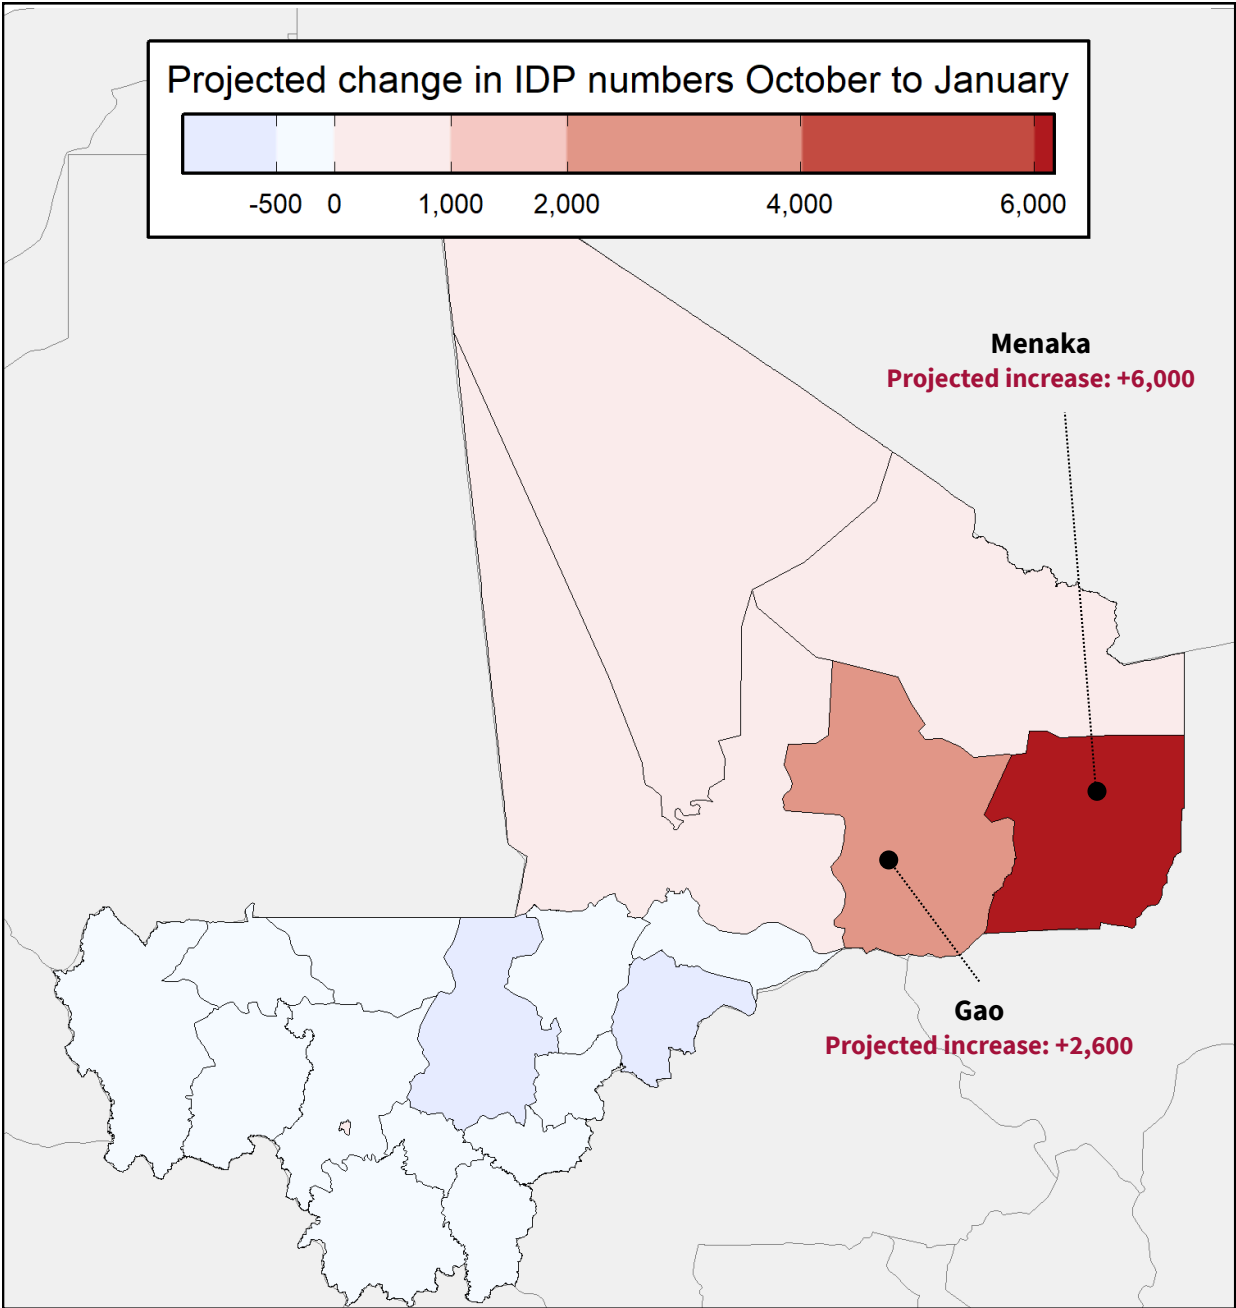 Projected change in IDP numbers October to January
-500 0 1,000 2,000 4,000 6,000
Menaka
Projected increase: +6,000
Gao
Projected increase: +2,600